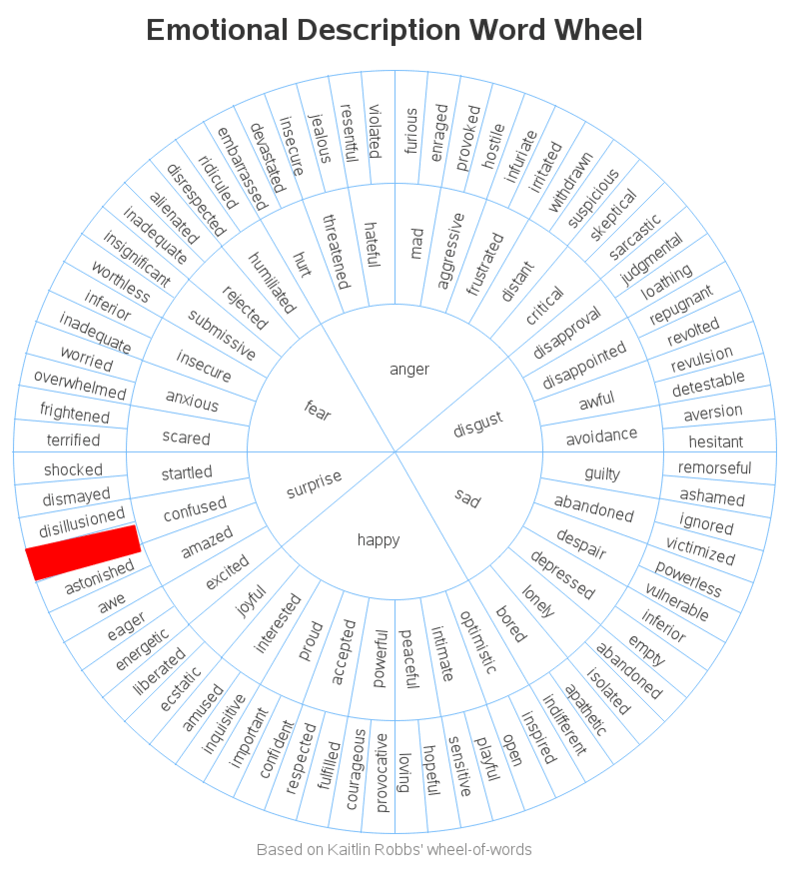 Emotional Description Word Wheel
anger
disgust
sad
happy
surprise
fear
mad
aggressive
frustrated
distant
critical
disapproval
disappointed
awful
avoidance
guilty
abandoned
despair
depressed
lonely
bored
optimistic
intimate
peaceful
powerful
accepted
proud
interested
joyful
excited
amazed
confused
startled
scared
anxious
insecure
submissive
rejected
humiliated
hurt
threatened
hateful
furious
enraged
provoked
hostile
infuriate
irritated
withdrawn
suspicious
skeptical
sarcastic
judgmental
loathing
repugnant
revolted
revulsion
detestable
aversion
hesitant
remorseful
ashamed
ignored
victimized
powerless
vulnerable
inferior
empty
abandoned
isolated
apathetic
indifferent
inspired
open
playful
sensitive
hopeful
loving
provocative
courageous
fulfilled
respected
confident
important
inquisitive
amused
ecstatic
liberated
energetic
eager
awe
astonished
disillusioned
dismayed
shocked
terrified
frightened
overwhelmed
worried
inadequate
inferior
worthless
insignificant
inadequate
alienated
disrespected
ridiculed
embarrassed
devastated
insecure
jealous
resentful
violated
Based on Kaitlin Robbs' wheel-of-words